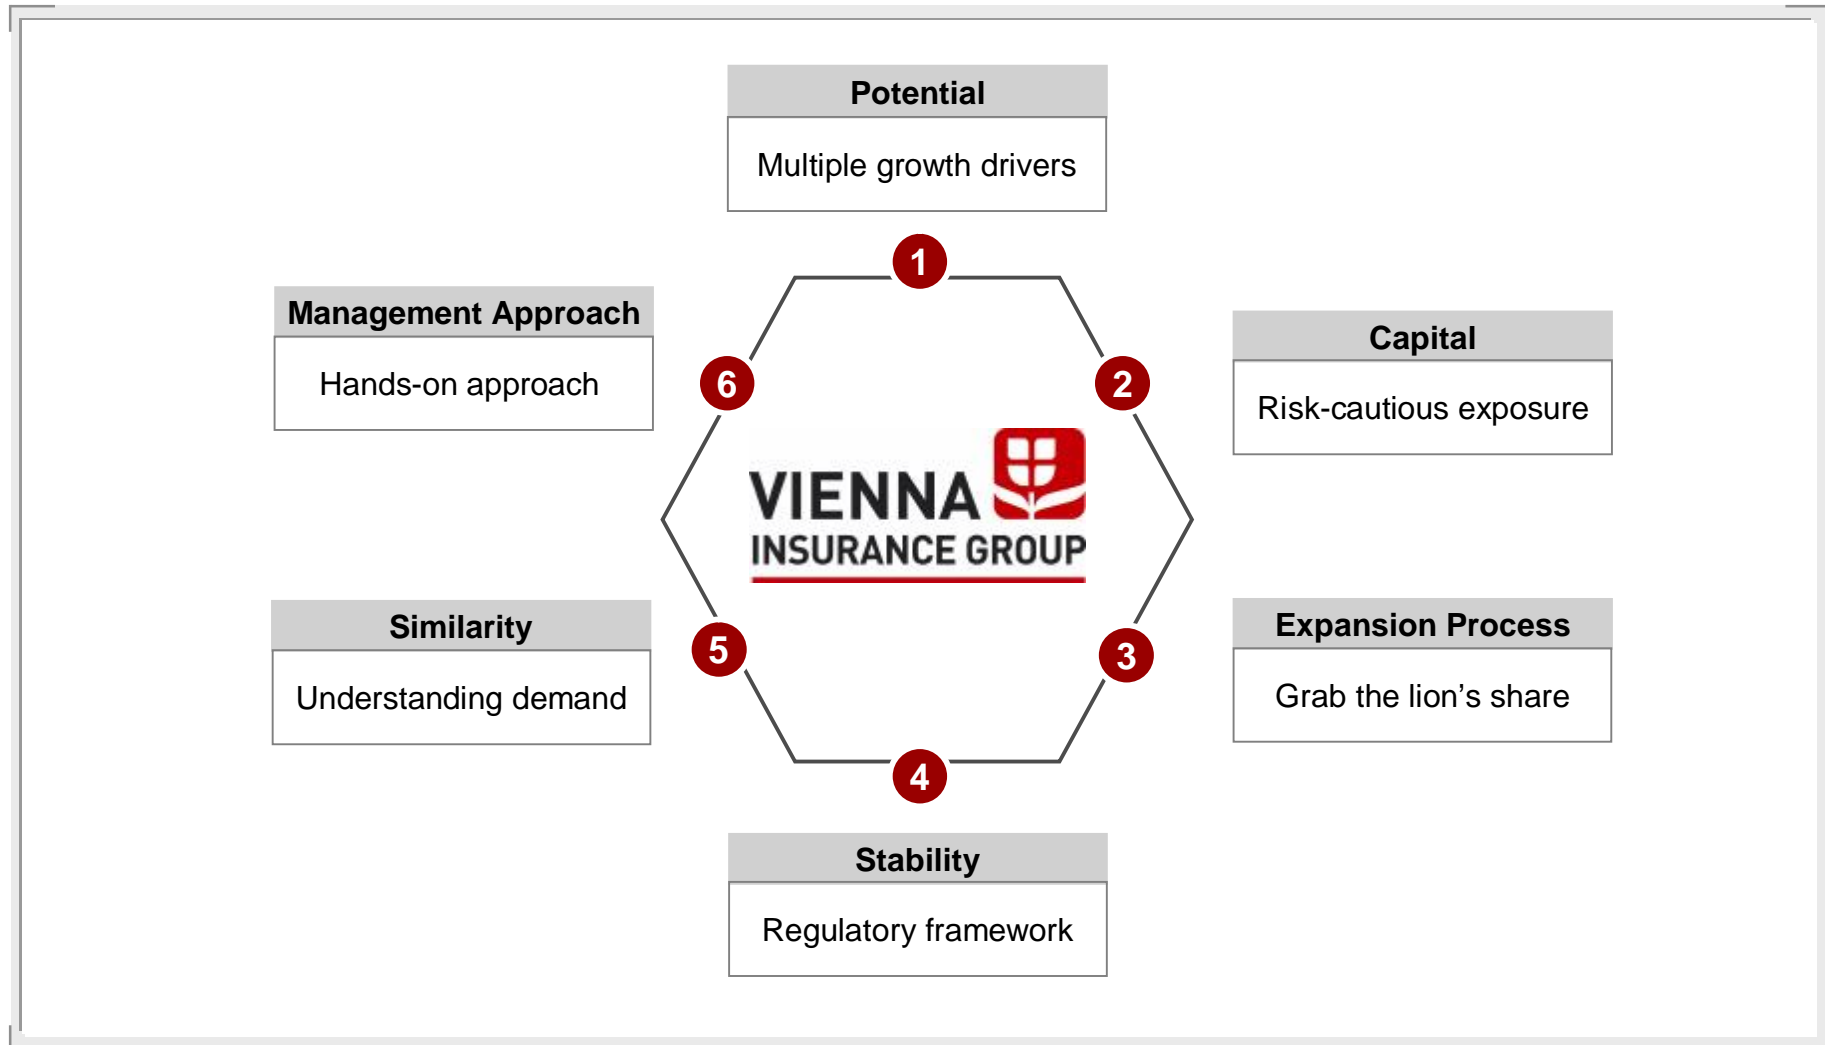 Potential
Multiple growth drivers
1
Management Approach
Hands-on approach
6
2
Capital
Risk-cautious exposure
VIENNA
INSURANCE GROUP
Similarity
Understanding demand
5
3
Expansion Process
Grab the lion’s share
4
Stability
Regulatory framework